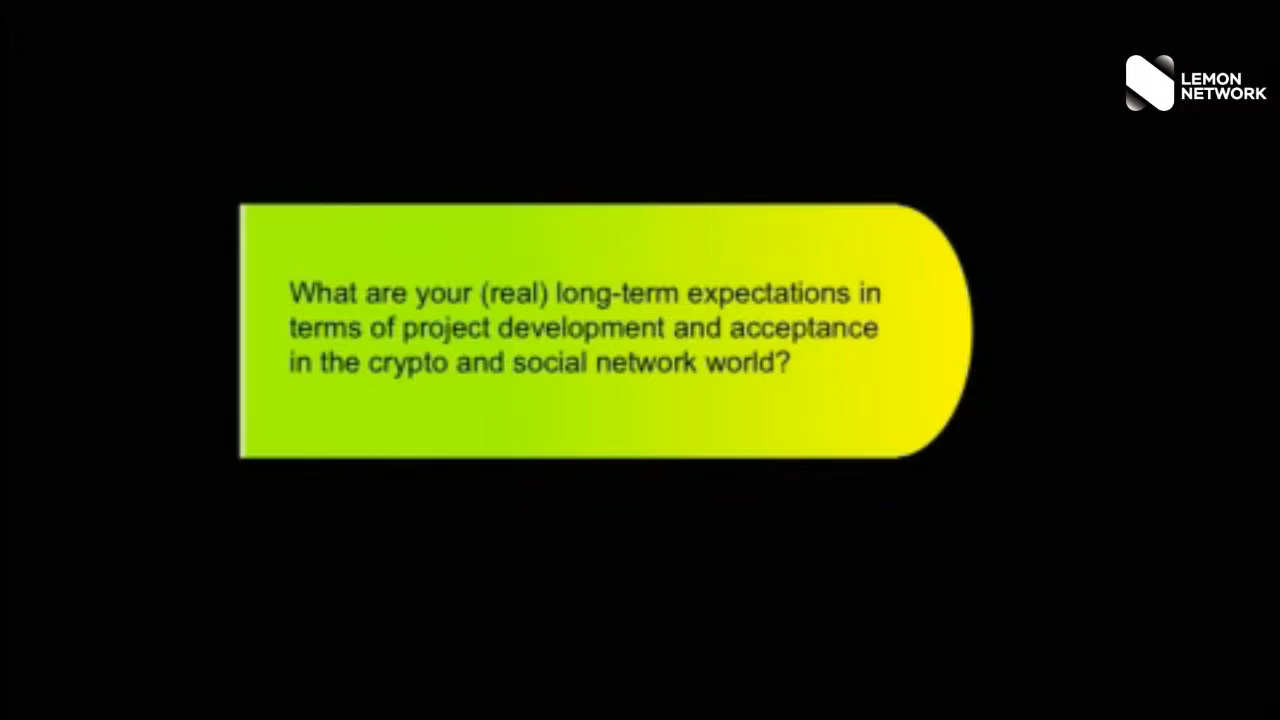 LEMON
NETWORK
What are your (real) long-term expectations in
terms of project development and acceptance
in the crypto and social network world?